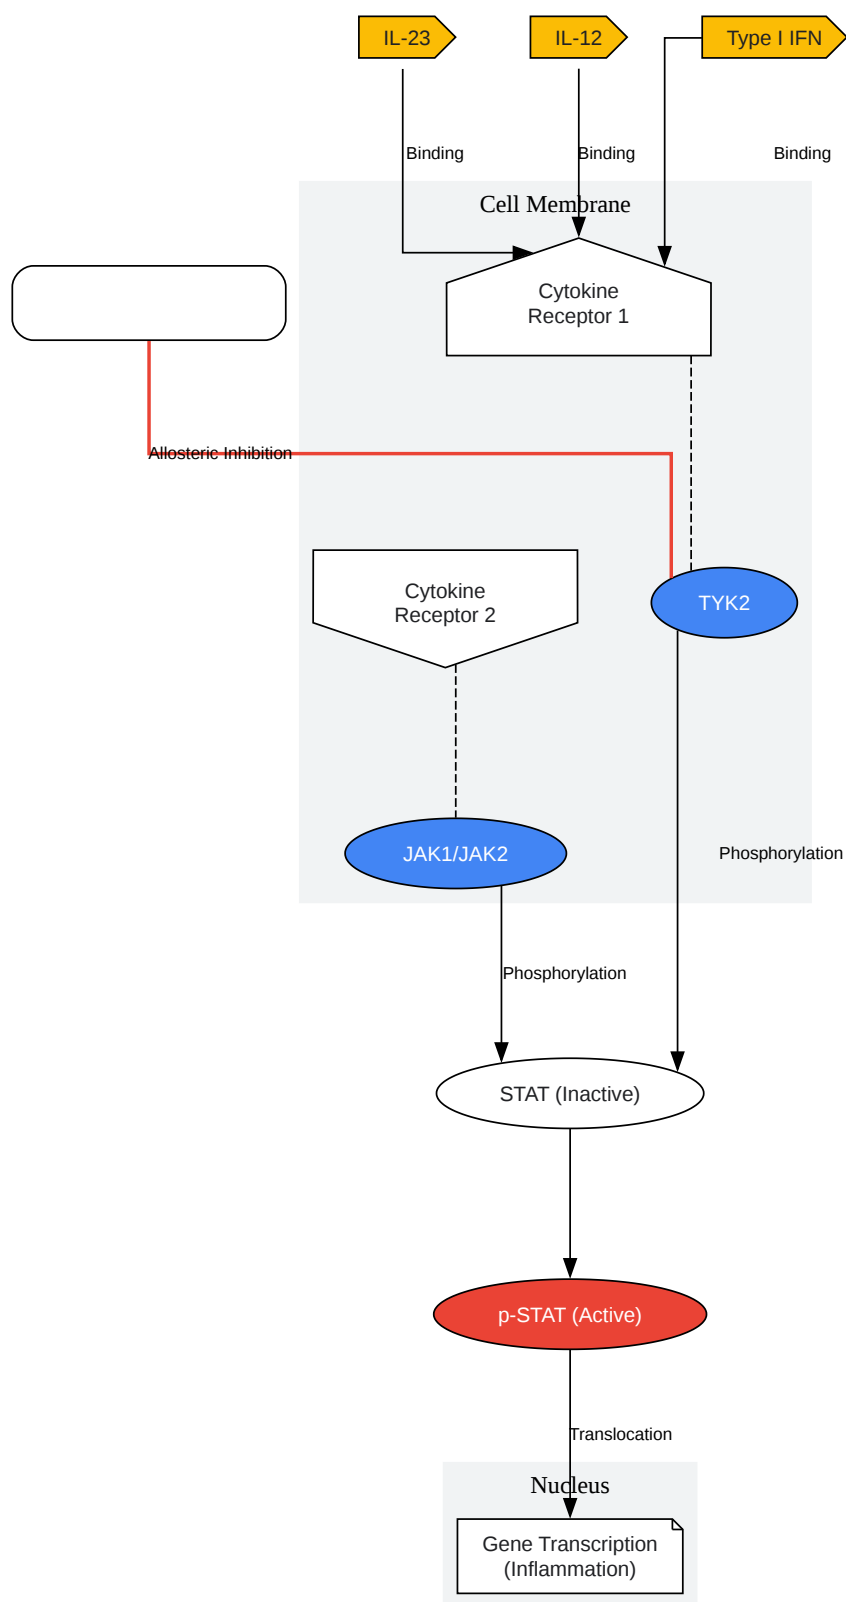 IL-23
IL-12
Type I IFN
Binding
Binding
Binding
Cell Membrane
Cytokine
Receptor 1
Allosteric Inhibition
Cytokine
Receptor 2
TYK2
JAK1/JAK2
Phosphorylation
Phosphorylation
STAT (Inactive)
p-STAT (Active)
Translocation
Nucleus
Gene Transcription
(Inflammation)